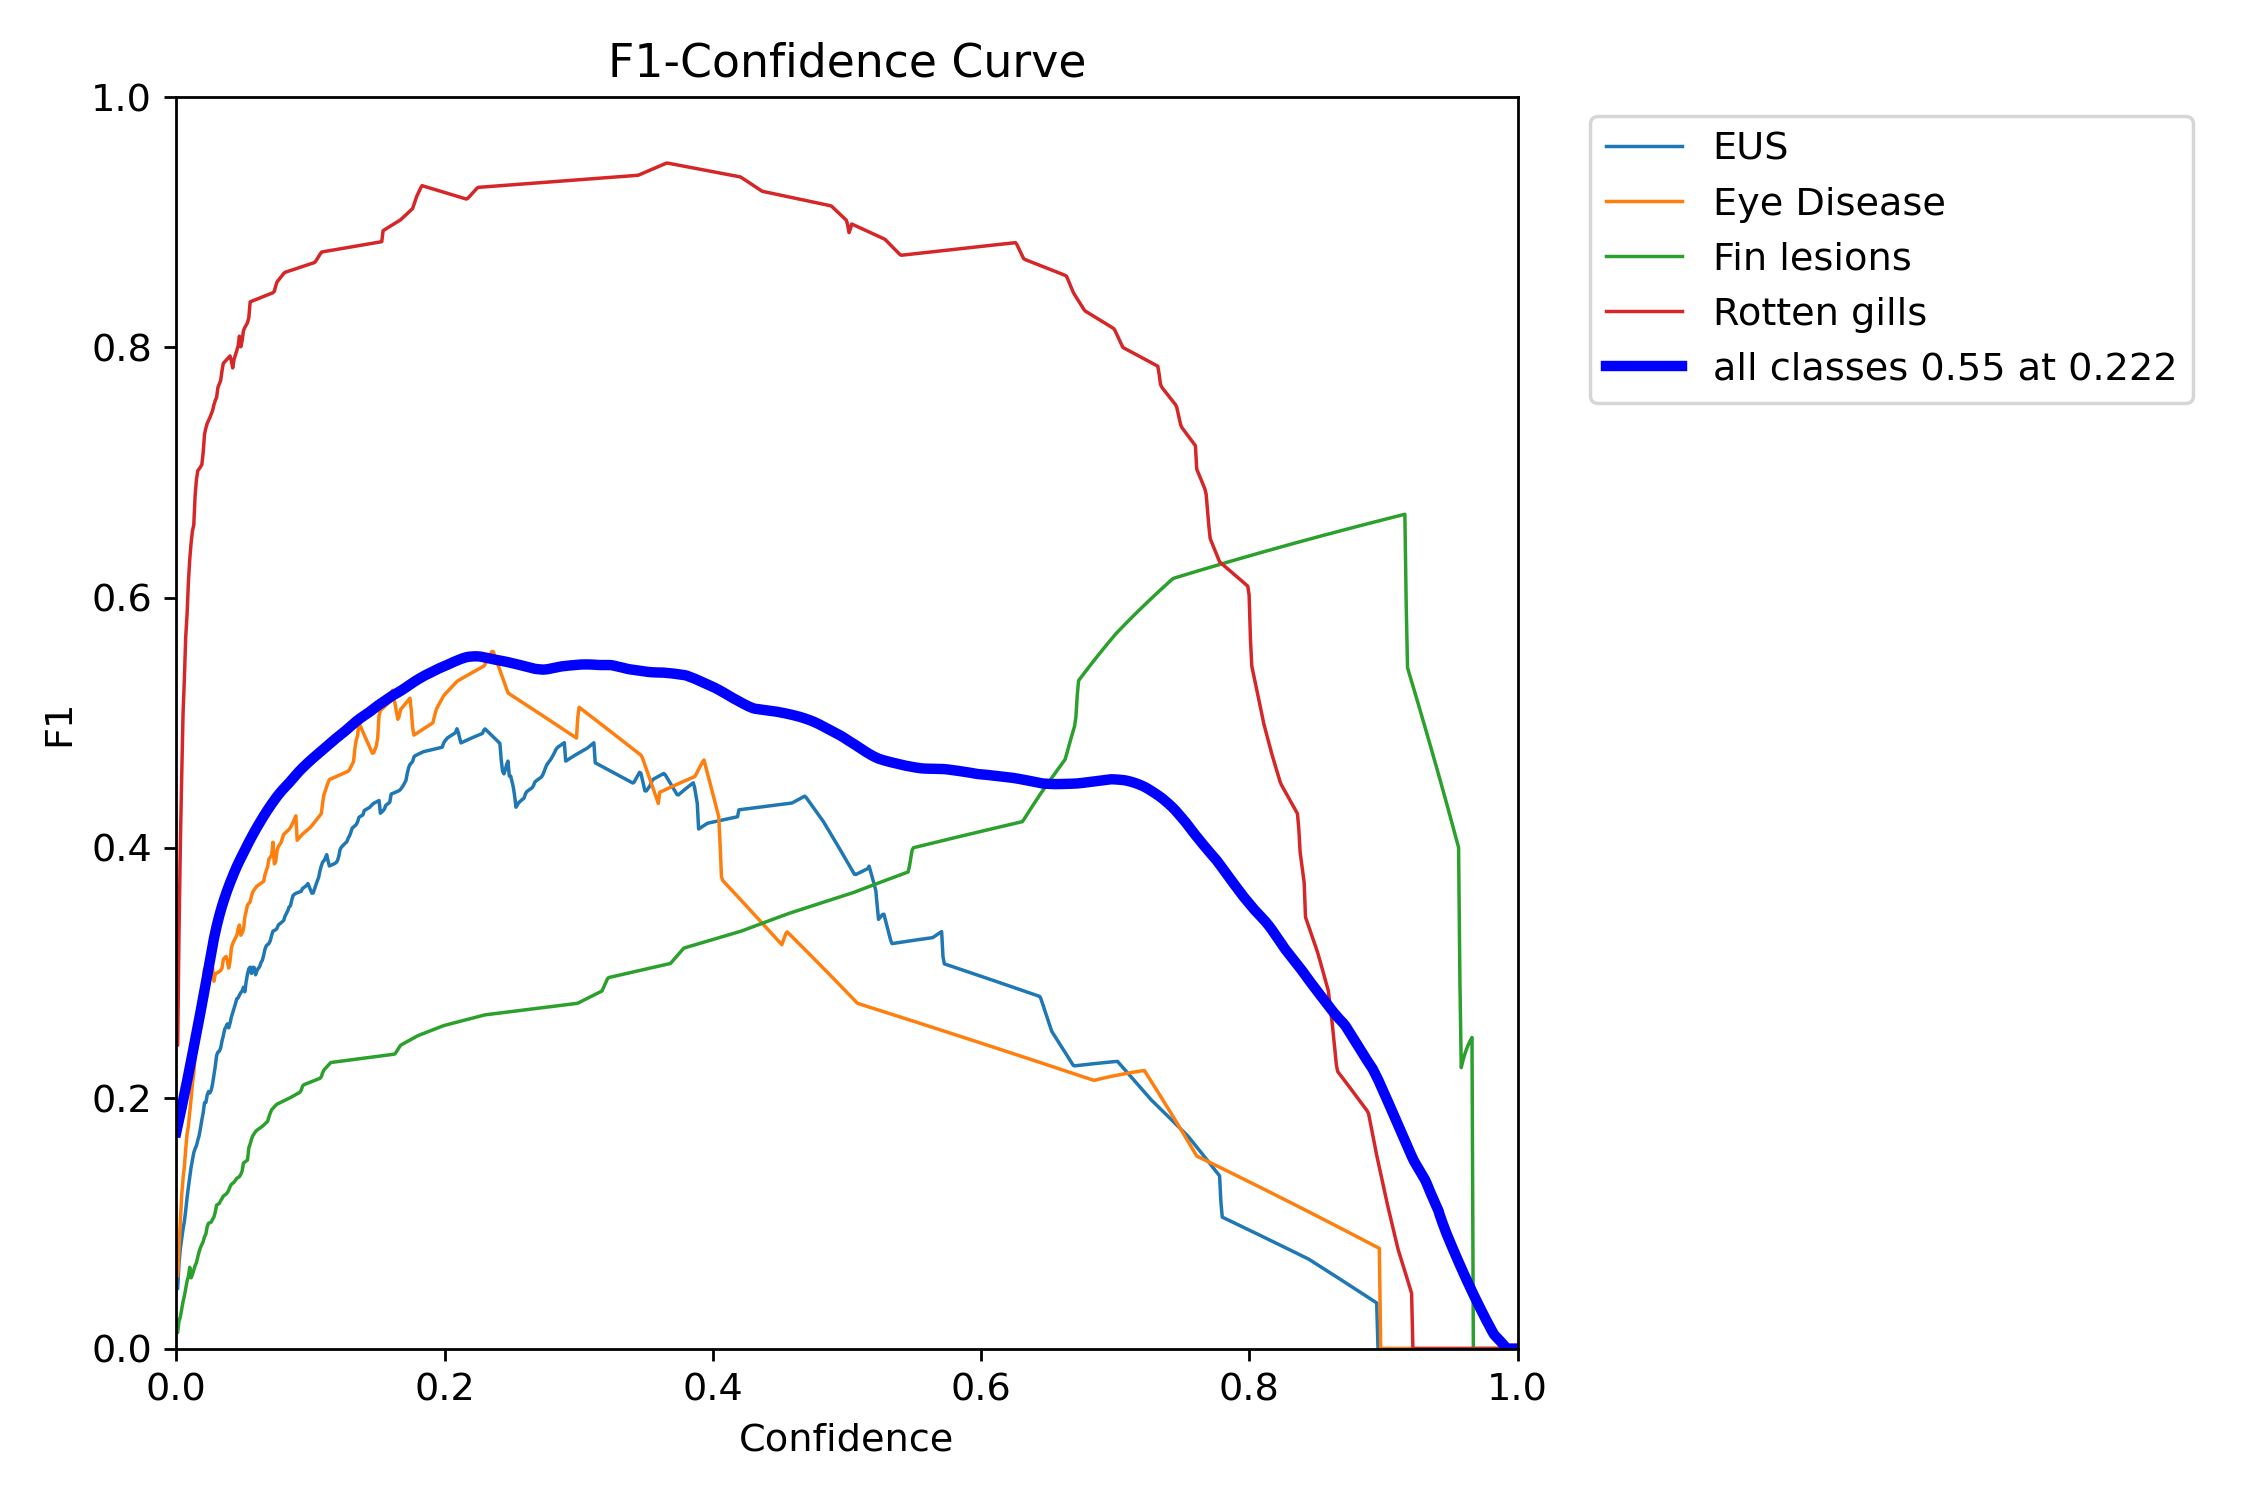 F1-Confidence Curve
1.0
0.8
0.6
0.4
0.2
0.0
F1
0.0 0.2 0.4 0.6 0.8 1.0
Confidence
EUS
Eye Disease
Fin lesions
Rotten gills
all classes 0.55 at 0.222